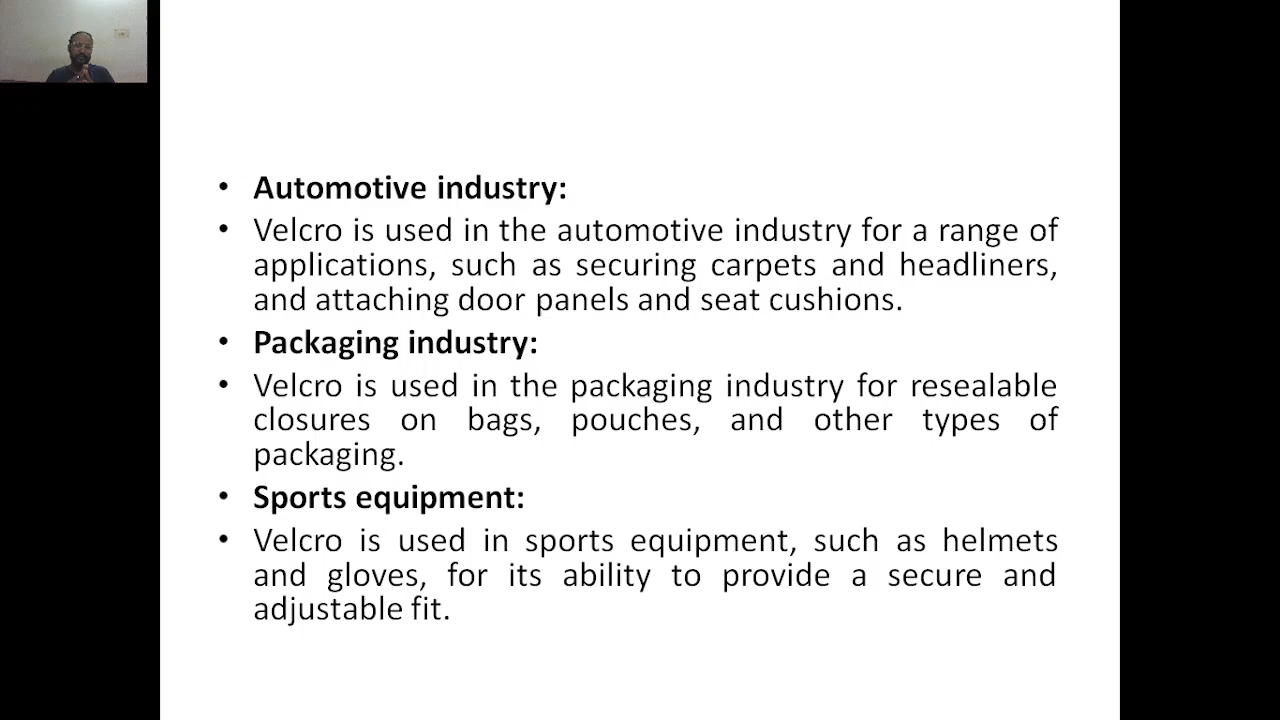 • Automotive industry:
• Velcro is used in the automotive industry for a range of
applications, such as securing carpets and headliners,
and attaching door panels and seat cushions.
• Packaging industry:
• Velcro is used in the packaging industry for resealable
closures on bags, pouches, and other types of
packaging.
• Sports equipment:
• Velcro is used in sports equipment, such as helmets
and gloves, for its ability to provide a secure and
adjustable fit.